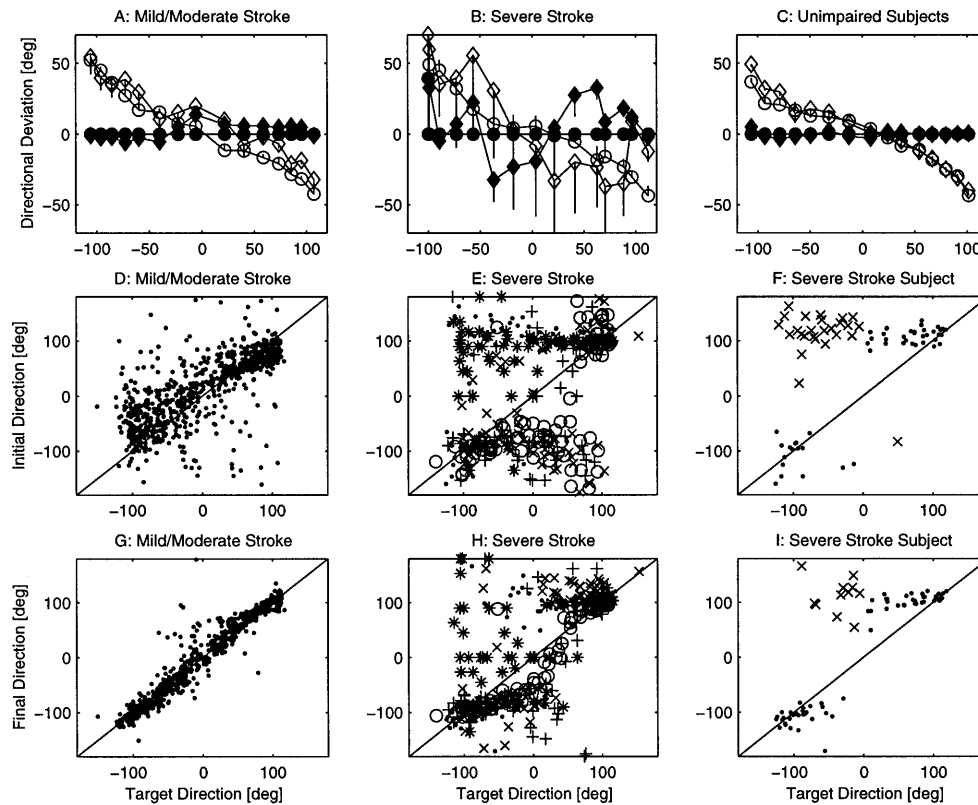 A: Mild/Moderate Stroke
B: Severe Stroke
C: Unimpaired Subjects
Directional Deviation [deg]
50
0
−50
50
0
−50
50
0
−50
−100 −50 0 50 100
−100 −50 0 50 100
−100 −50 0 50 100
D: Mild/Moderate Stroke
E: Severe Stroke
F: Severe Stroke Subject
Initial Direction [deg]
100
0
−100
100
0
−100
100
0
−100
−100 0 100
−100 0 100
−100 0 100
G: Mild/Moderate Stroke
H: Severe Stroke
I: Severe Stroke Subject
Final Direction [deg]
100
0
−100
100
0
−100
100
0
−100
−100 0 100
−100 0 100
−100 0 100
Target Direction [deg]
Target Direction [deg]
Target Direction [deg]